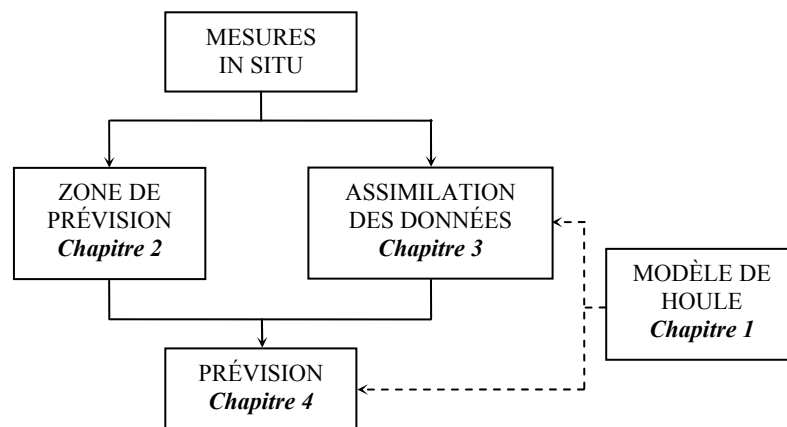 MESURES
IN SITU
ZONE DE
PRÉVISION
Chapitre 2
ASSIMILATION
DES DONNÉES
Chapitre 3
MODÈLE DE
HOULE
Chapitre 1
PRÉVISION
Chapitre 4